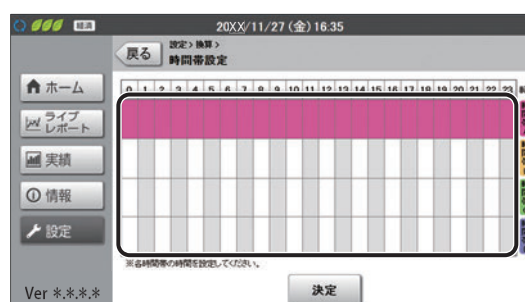 経済
20XX/11/27 (金) 16:35
戻る
設定 > 換算 >
時間帯設定
ホーム
ライブ
レポート
実績
情報
設定
Ver *.*.*.*
0 1 2 3 4 5 6 7 8 9 10 11 12 13 14 15 16 17 18 19 20 21 22 23
※各時間帯の時間を設定してください。
決定